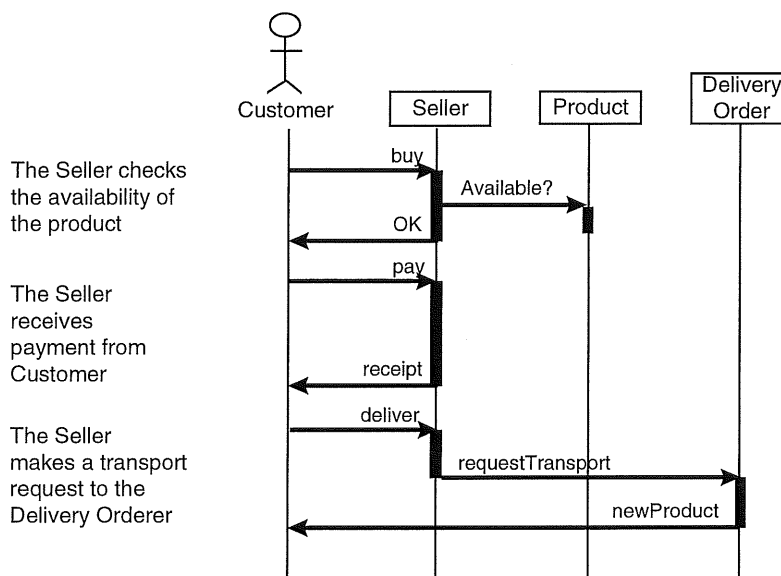 Customer
Seller
Product
Delivery
Order
The Seller checks
the availability of
the product
buy
Available?
OK
The Seller
receives
payment from
Customer
pay
receipt
The Seller
makes a transport
request to the
Delivery Orderer
deliver
requestTransport
newProduct